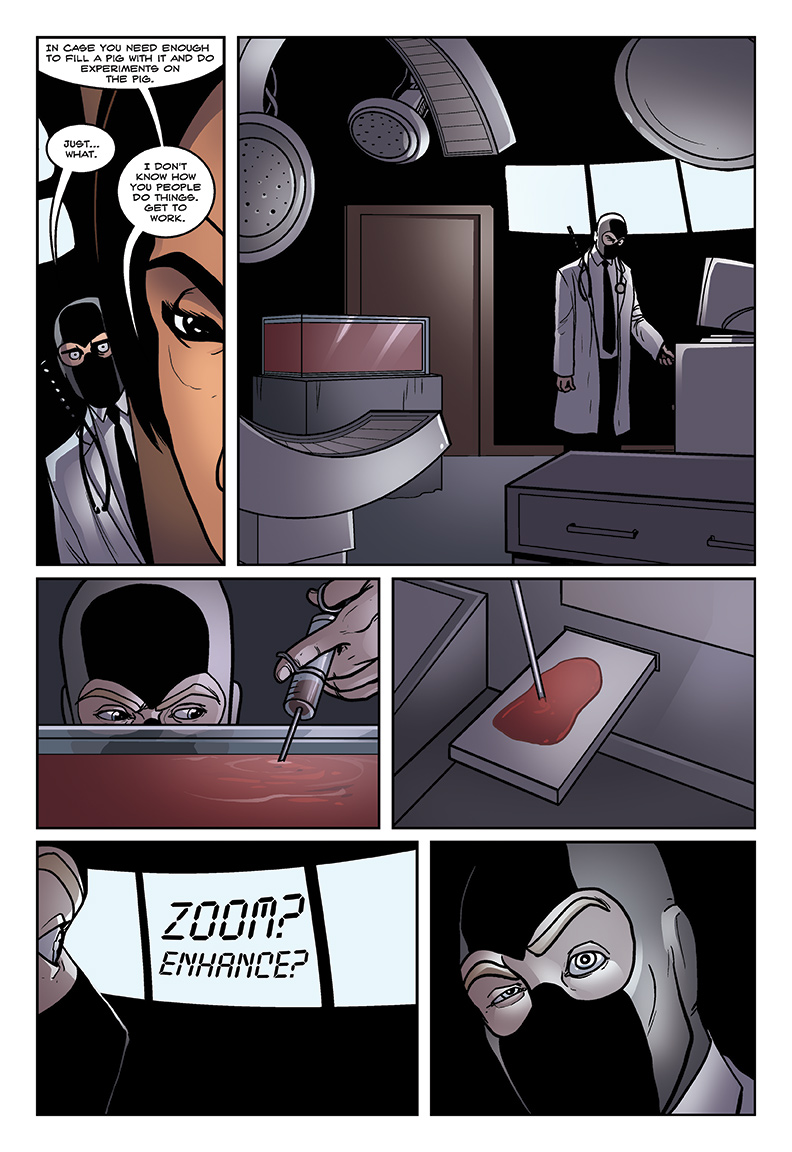 IN CASE YOU NEED ENOUGH
TO FILL A PIG WITH IT AND DO
EXPERIMENTS ON
THE PIG.
JUST...
WHAT.
I DON'T
KNOW HOW
YOU PEOPLE
DO THINGS.
GET TO
WORK.
ZOOM?
ENHANCE?